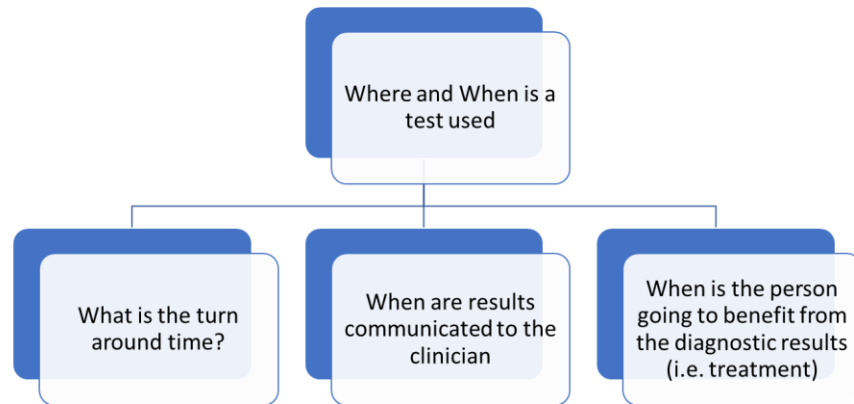 Where and When is a
test used
What is the turn
around time?
When are results
communicated to the
clinician
When is the person
going to benefit from
the diagnostic results
(i.e. treatment)